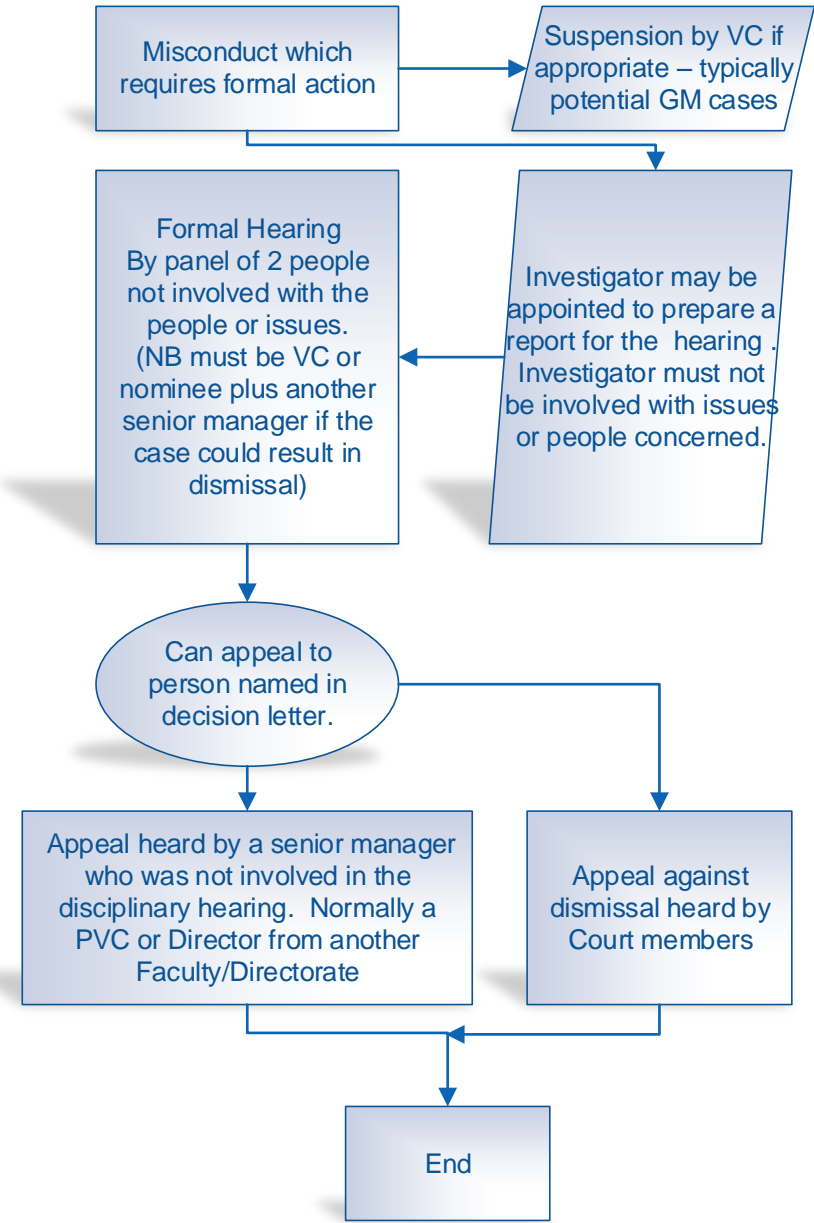 Misconduct which
requires formal action
Suspension by VC if
appropriate – typically
potential GM cases
Formal Hearing
By panel of 2 people
not involved with the
people or issues.
(NB must be VC or
nominee plus another
senior manager if the
case could result in
dismissal)
Investigator may be
appointed to prepare a
report for the hearing .
Investigator must not
be involved with issues
or people concerned.
Can appeal to
person named in
decision letter.
Appeal heard by a senior manager
who was not involved in the
disciplinary hearing. Normally a
PVC or Director from another
Faculty/Directorate
Appeal against
dismissal heard by
Court members
End